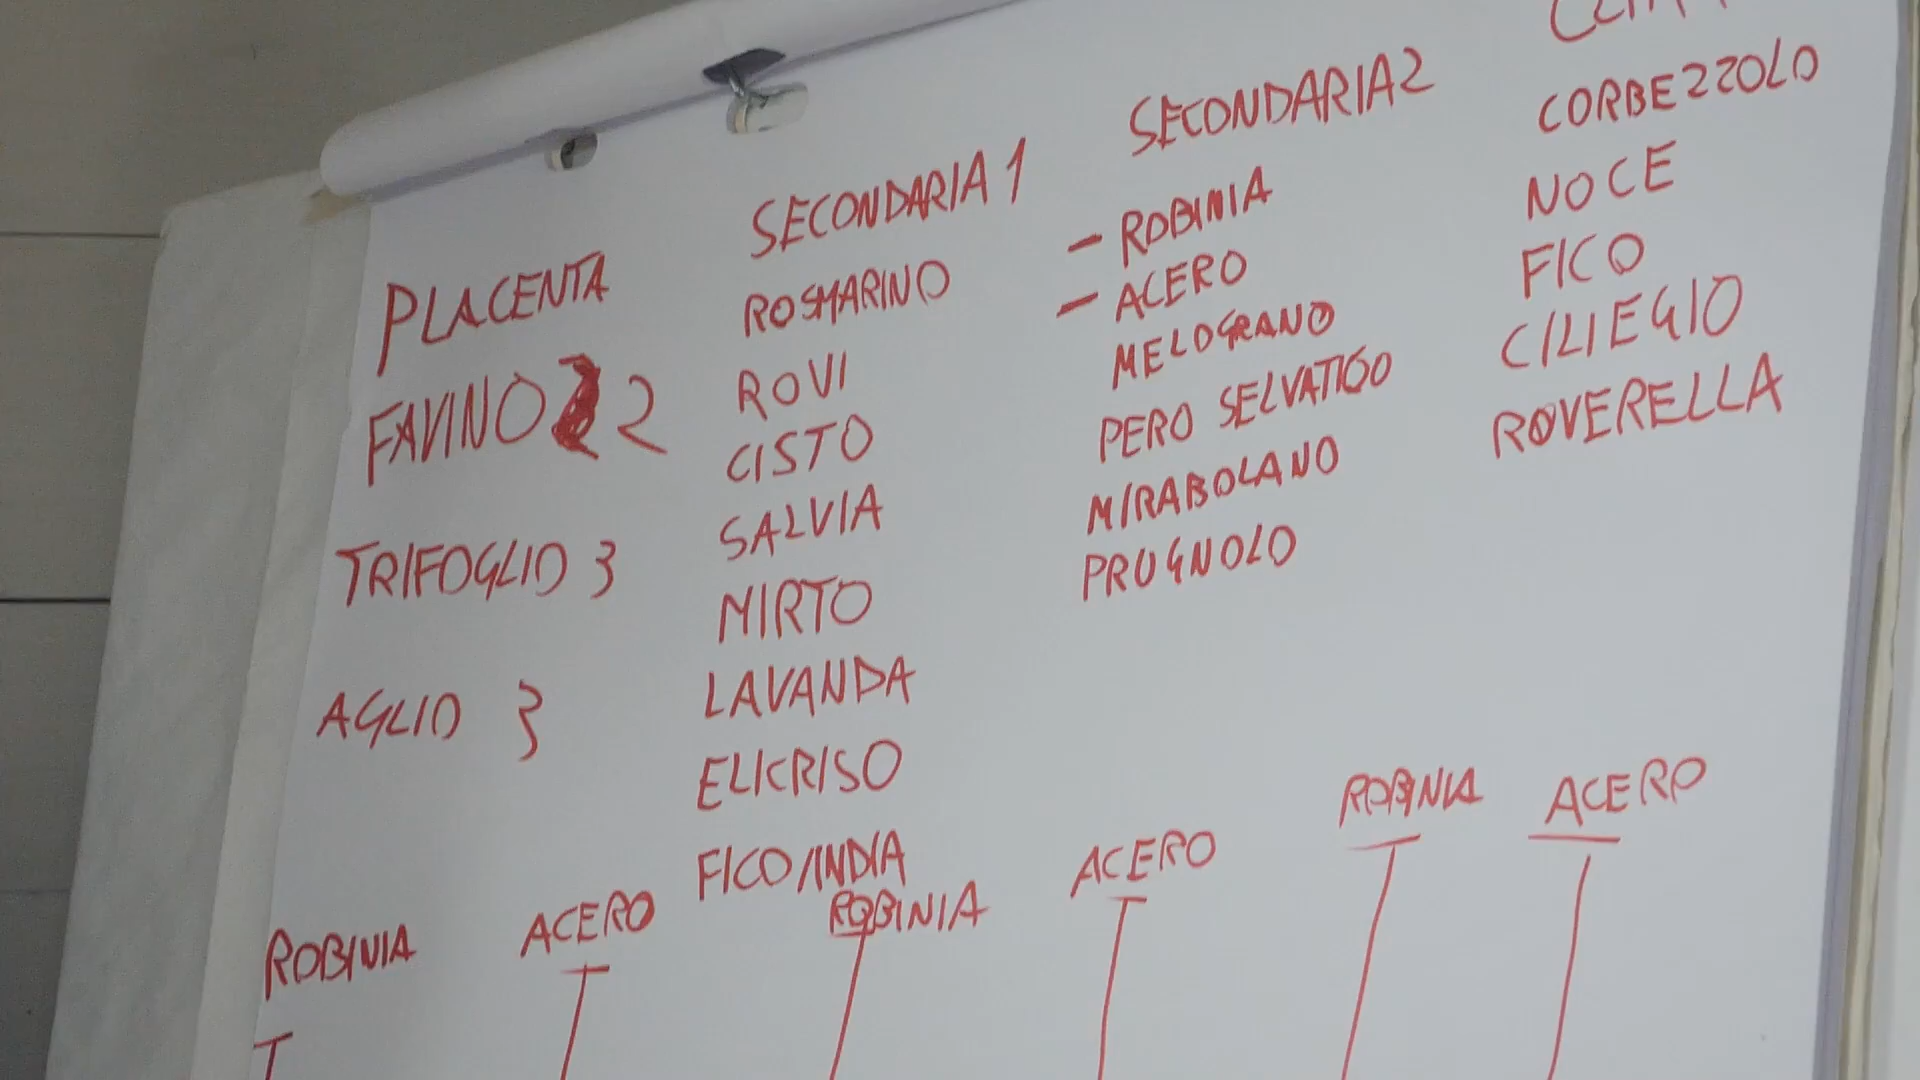 PLACENTA
FAVINO 2
TRIFOGLIO 3
AGLIO 3
SECONDARIA 1
ROSMARINO
ROVI
CISTO
SALVIA
MIRTO
LAVANDA
ELICRISO
FICO/INDIA
SECONDARIA 2
- ROBINIA
- ACERO
MELOGRANO
PERO SELVATICO
MIRABOLANO
PRUGNOLO
CORBEZZOLO
NOCE
FICO
CILIEGIO
ROVERELLA
ROBINIA
ACERO
ROBINIA
ACERO
ROBINIA
ACERO